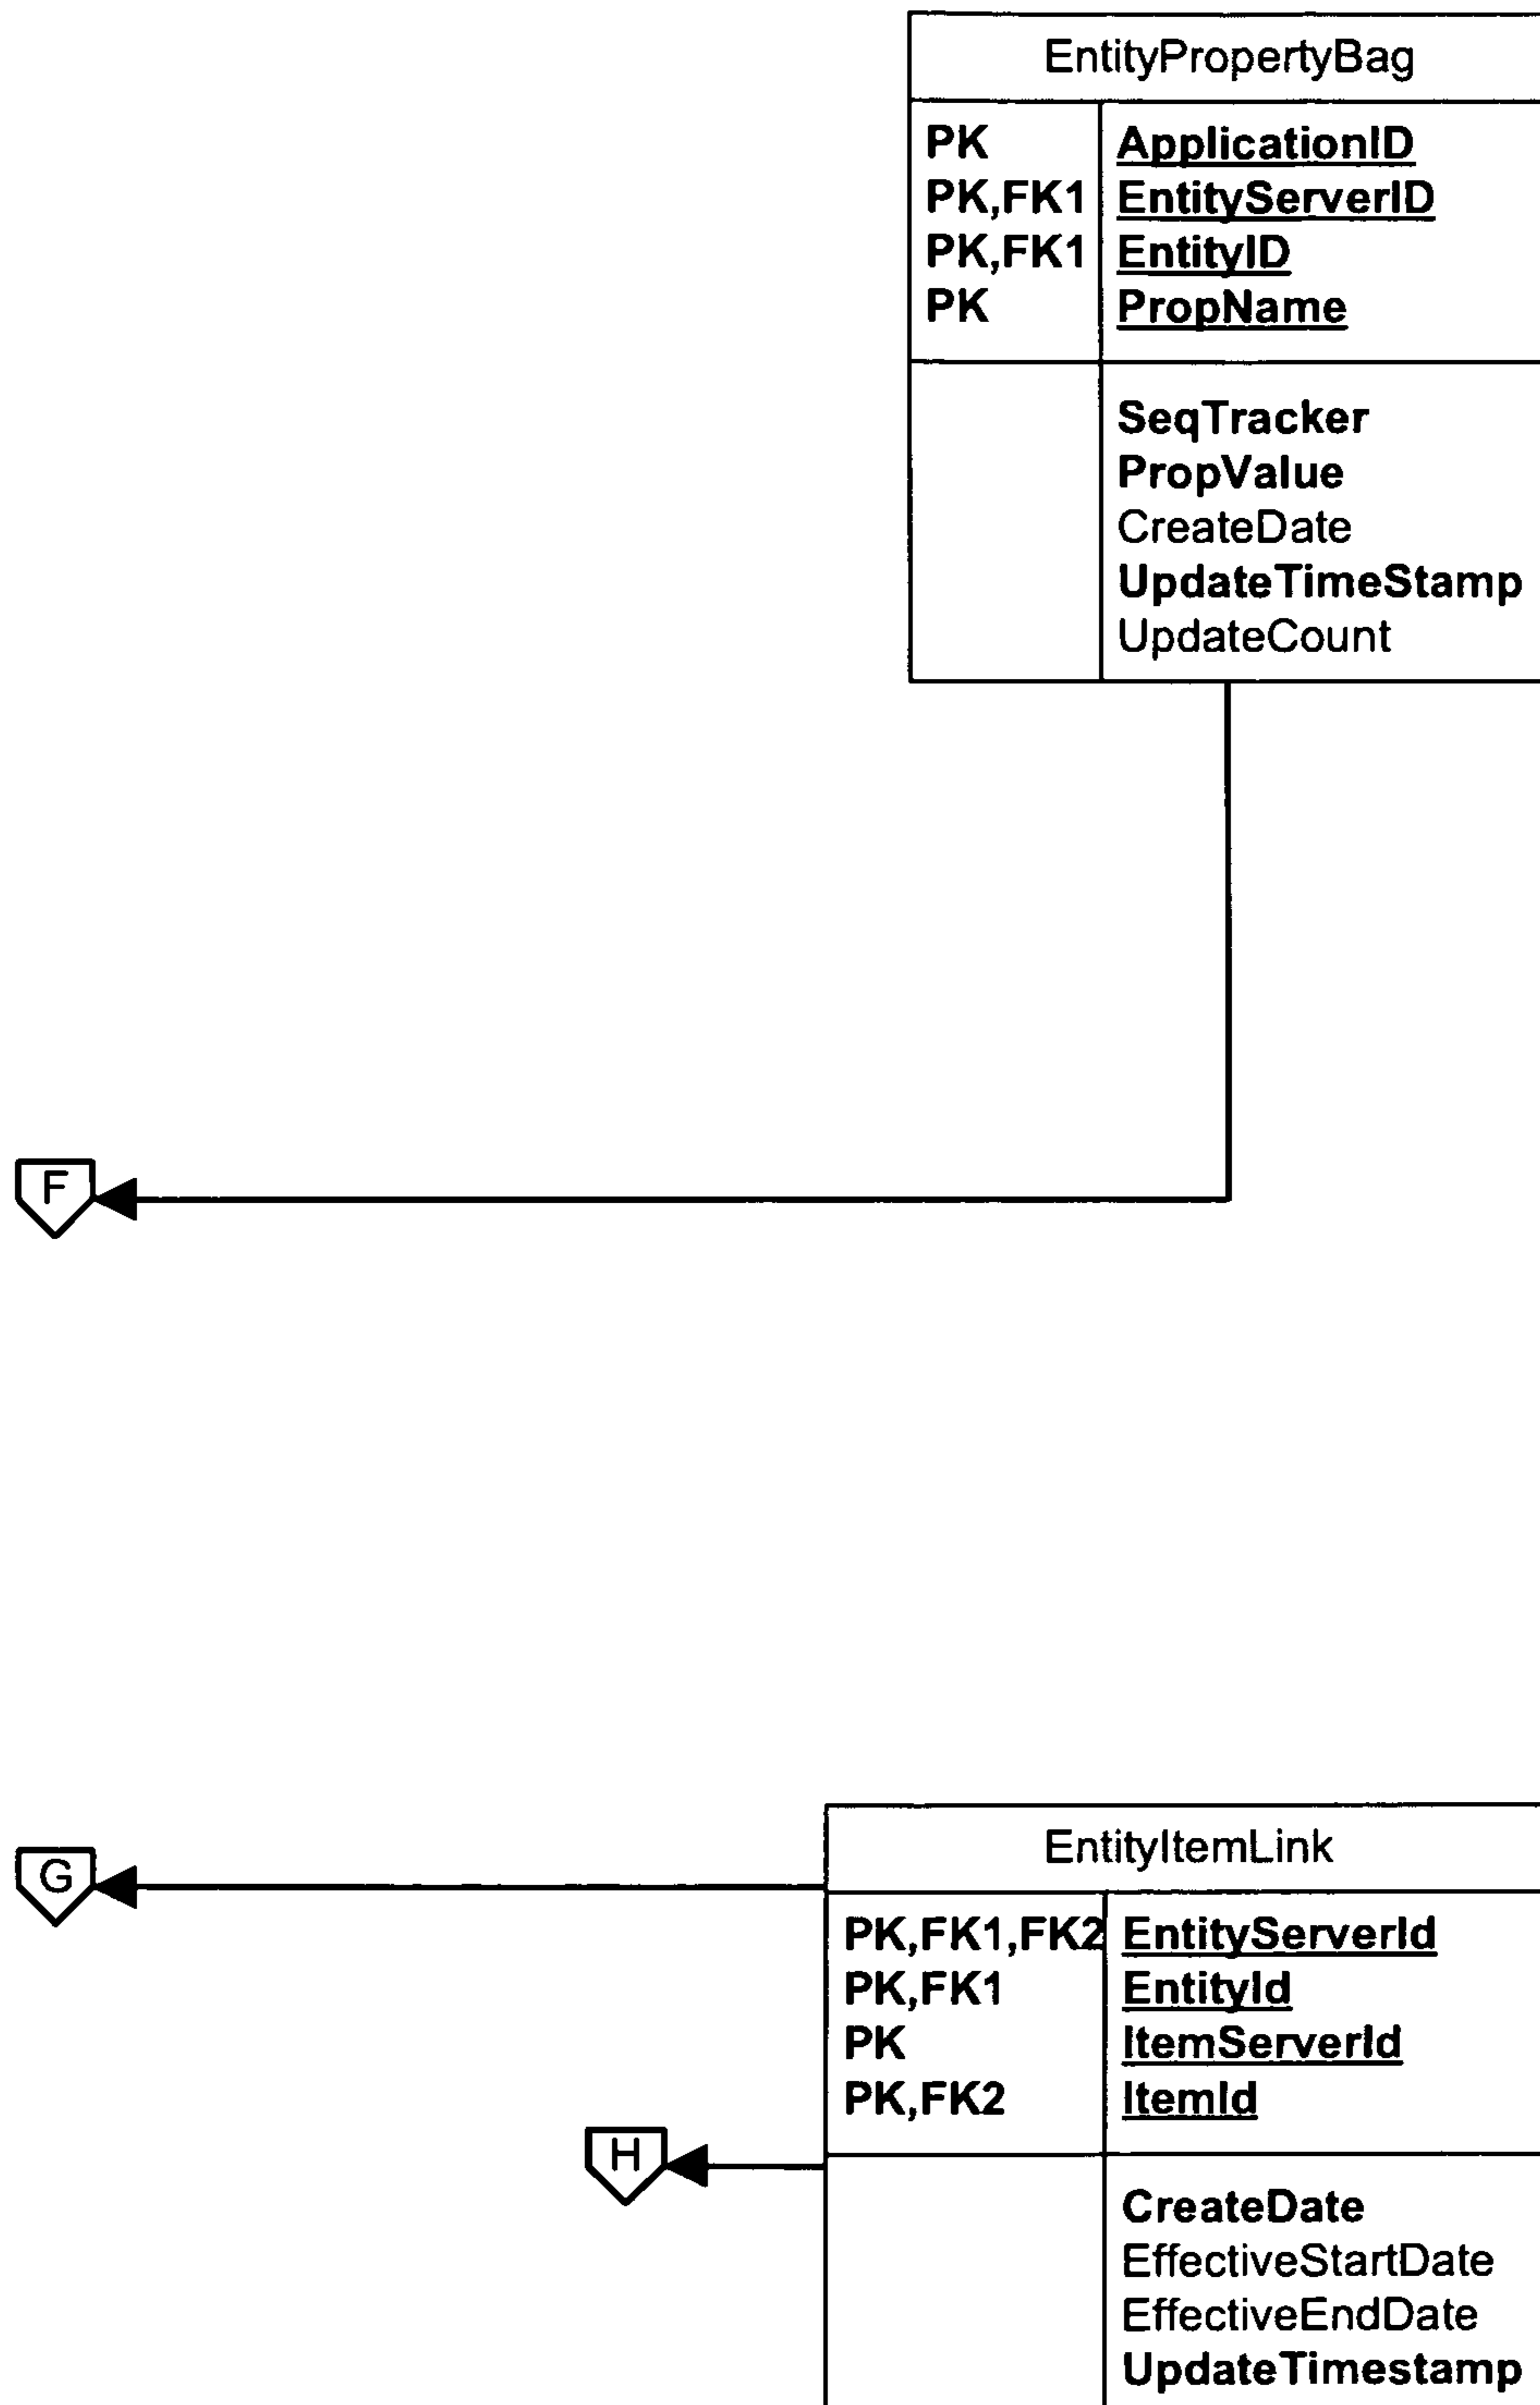 EntityPropertyBag
PK ApplicationID
PK,FK1 EntityServerID
PK,FK1 EntityID
PK PropName
SeqTracker
PropValue
CreateDate
UpdateTimeStamp
UpdateCount
F
G
EntityItemLink
PK,FK1,FK2 EntityServerId
PK,FK1 EntityId
PK ItemServerId
PK,FK2 ItemId
H
CreateDate
EffectiveStartDate
EffectiveEndDate
UpdateTimestamp